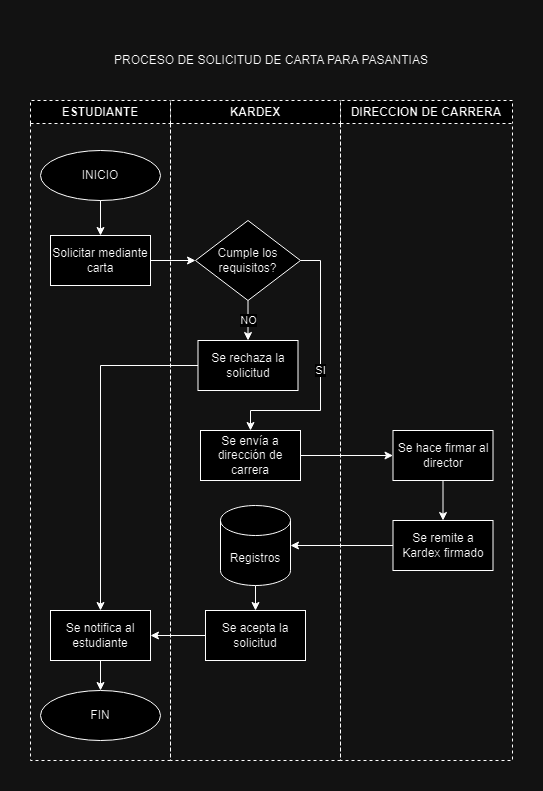 PROCESO DE SOLICITUD DE CARTA PARA PASANTIAS
ESTUDIANTE
KARDEX
DIRECCION DE CARRERA
INICIO
Solicitar mediante
carta
Cumple los
requisitos?
NO
SI
Se rechaza la
solicitud
Se envía a
dirección de
carrera
Se hace firmar al
director
Se remite a
Kardex firmado
Registros
Se acepta la
solicitud
Se notifica al
estudiante
FIN